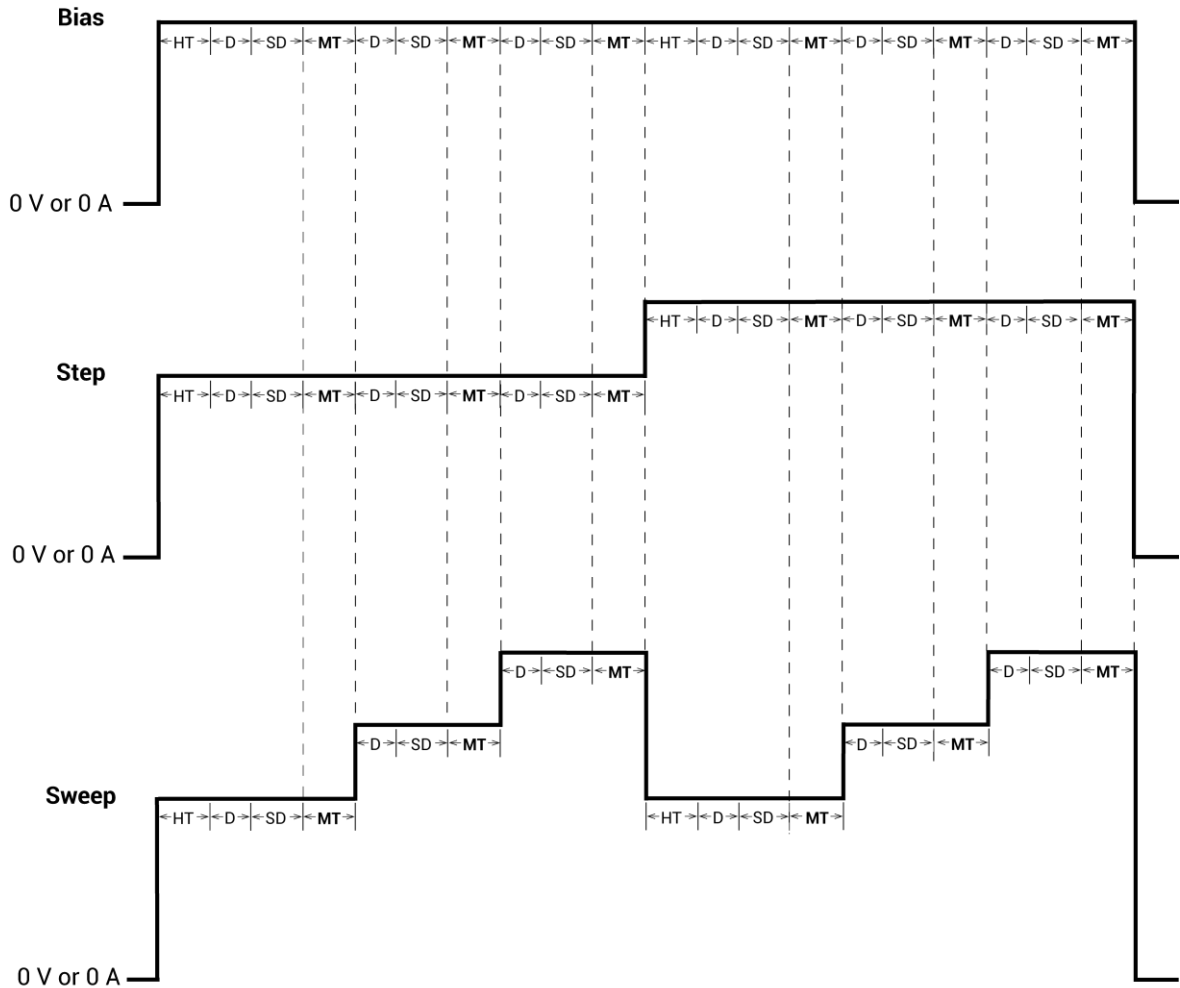 Bias
HT D SD MT D SD MT D SD MT HT D SD MT D SD MT D SD MT
0 V or 0 A
HT D SD MT D SD MT D SD MT
Step
HT D SD MT D SD MT D SD MT
0 V or 0 A
D SD MT D SD MT
D SD MT D SD MT
Sweep
HT D SD MT HT D SD MT
0 V or 0 A